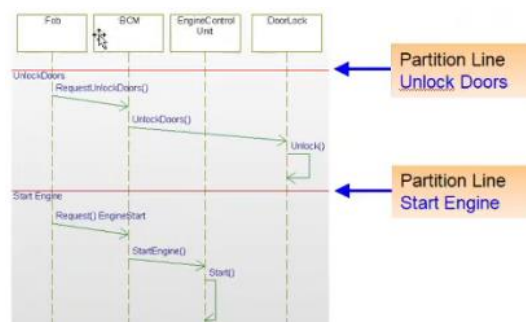 Fob
BCM
EngineControl
Unit
DoorLock
UnlockDoors
RequestUnlockDoors()
UnlockDoors()
Unlock()
Start Engine
Request() EngineStart
StartEngine()
Start()
Partition Line
Unlock Doors
Partition Line
Start Engine